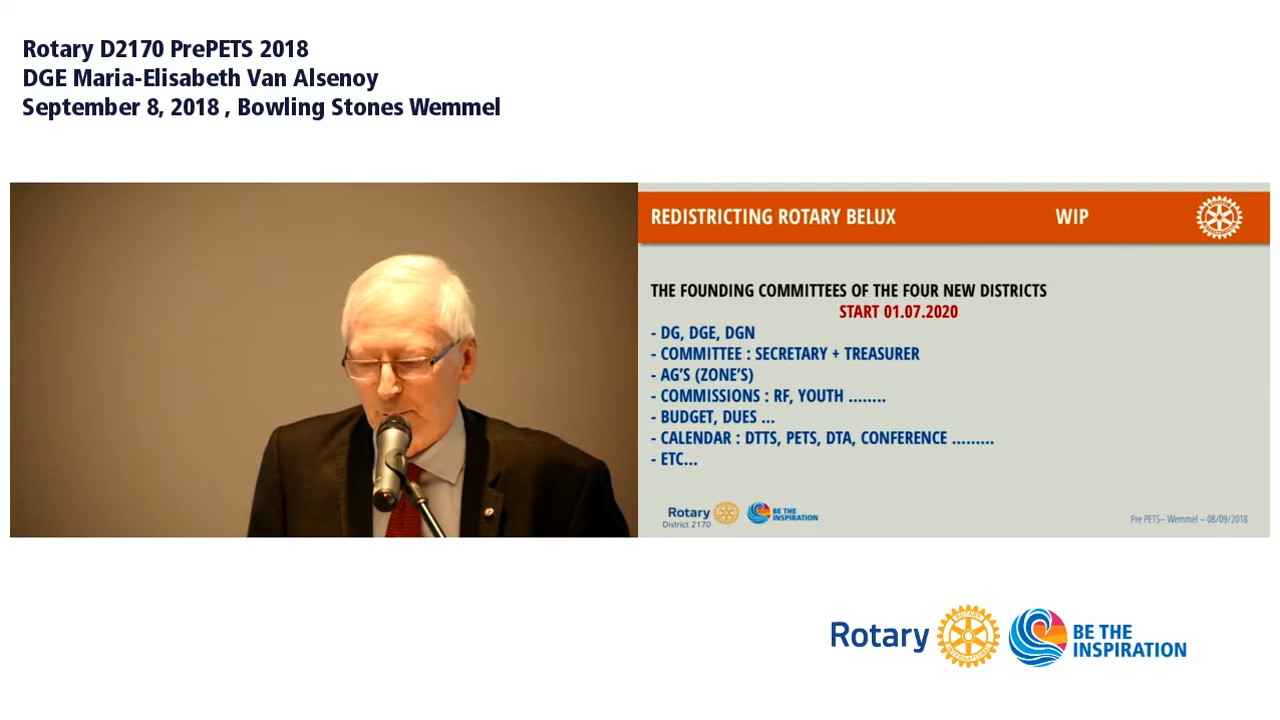 Rotary D2170 PrePETS 2018
DGE Maria-Elisabeth Van Alsenoy
September 8, 2018 , Bowling Stones Wemmel
REDISTRICTING ROTARY BELUX WIP
THE FOUNDING COMMITTEES OF THE FOUR NEW DISTRICTS
START 01.07.2020
- DG, DGE, DGN
- COMMITTEE : SECRETARY + TREASURER
- AG'S (ZONE'S)
- COMMISSIONS : RF, YOUTH ........
- BUDGET, DUES ...
- CALENDAR : DTTS, PETS, DTA, CONFERENCE .........
- ETC...
Rotary
District 2170
BE THE
INSPIRATION
Pre PETS– Wemmel – 08/09/2018
Rotary
ROTARY
INTERNATIONAL
BE THE
INSPIRATION